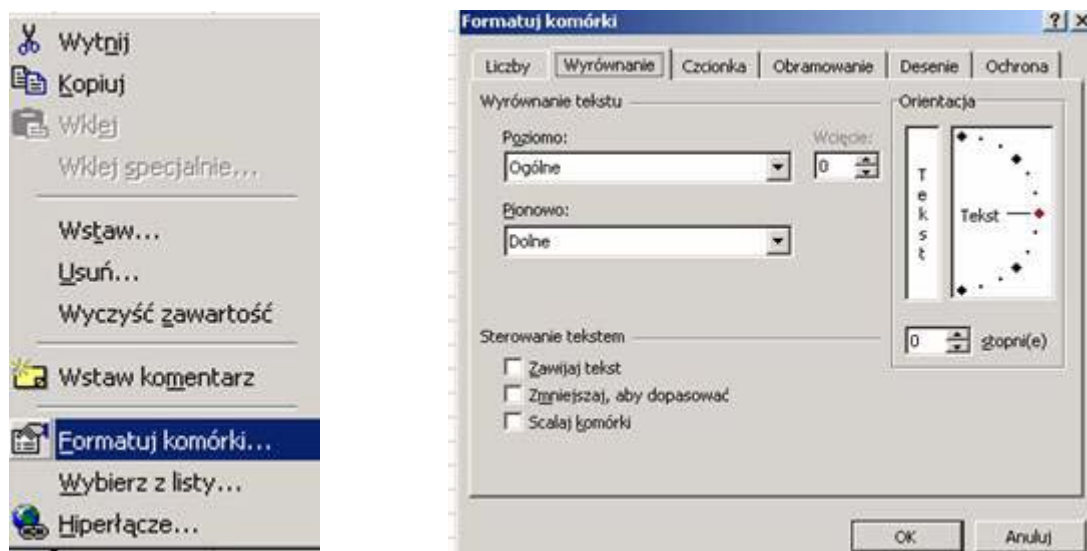 Wytnij
Kopiuj
Wklej
Wklej specjalnie...
Wstaw...
Usuń...
Wyczyść zawartość
Wstaw komentarz
Formatuj komórki...
Wybierz z listy...
Hiperłącze...
Formatuj komórki
Liczby Wyrównanie Czcionka Obramowanie Desenie Ochrona
Wyrównanie tekstu
Poziomo: Wcięcie:
Ogólne 0
Pionowo:
Dolne
Orientacja
Tekst
Tekst
0 stopni(e)
Sterowanie tekstem
Zawijaj tekst
Zmniejszaj, aby dopasować
Scalaj komórki
OK Anuluj